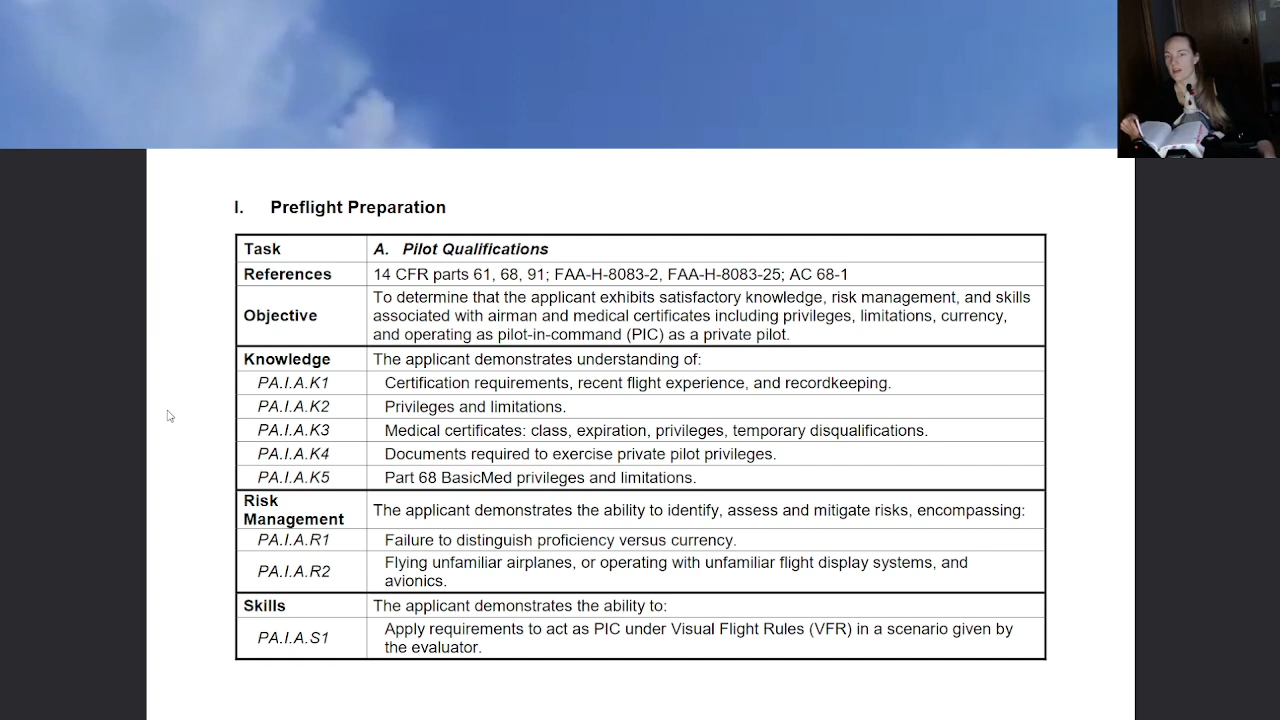 I. Preflight Preparation
Task A. Pilot Qualifications
References 14 CFR parts 61, 68, 91; FAA-H-8083-2, FAA-H-8083-25; AC 68-1
Objective To determine that the applicant exhibits satisfactory knowledge, risk management, and skills
associated with airman and medical certificates including privileges, limitations, currency,
and operating as pilot-in-command (PIC) as a private pilot.
Knowledge The applicant demonstrates understanding of:
PA.I.A.K1 Certification requirements, recent flight experience, and recordkeeping.
PA.I.A.K2 Privileges and limitations.
PA.I.A.K3 Medical certificates: class, expiration, privileges, temporary disqualifications.
PA.I.A.K4 Documents required to exercise private pilot privileges.
PA.I.A.K5 Part 68 BasicMed privileges and limitations.
Risk
Management The applicant demonstrates the ability to identify, assess and mitigate risks, encompassing:
PA.I.A.R1 Failure to distinguish proficiency versus currency.
PA.I.A.R2 Flying unfamiliar airplanes, or operating with unfamiliar flight display systems, and
avionics.
Skills The applicant demonstrates the ability to:
PA.I.A.S1 Apply requirements to act as PIC under Visual Flight Rules (VFR) in a scenario given by
the evaluator.